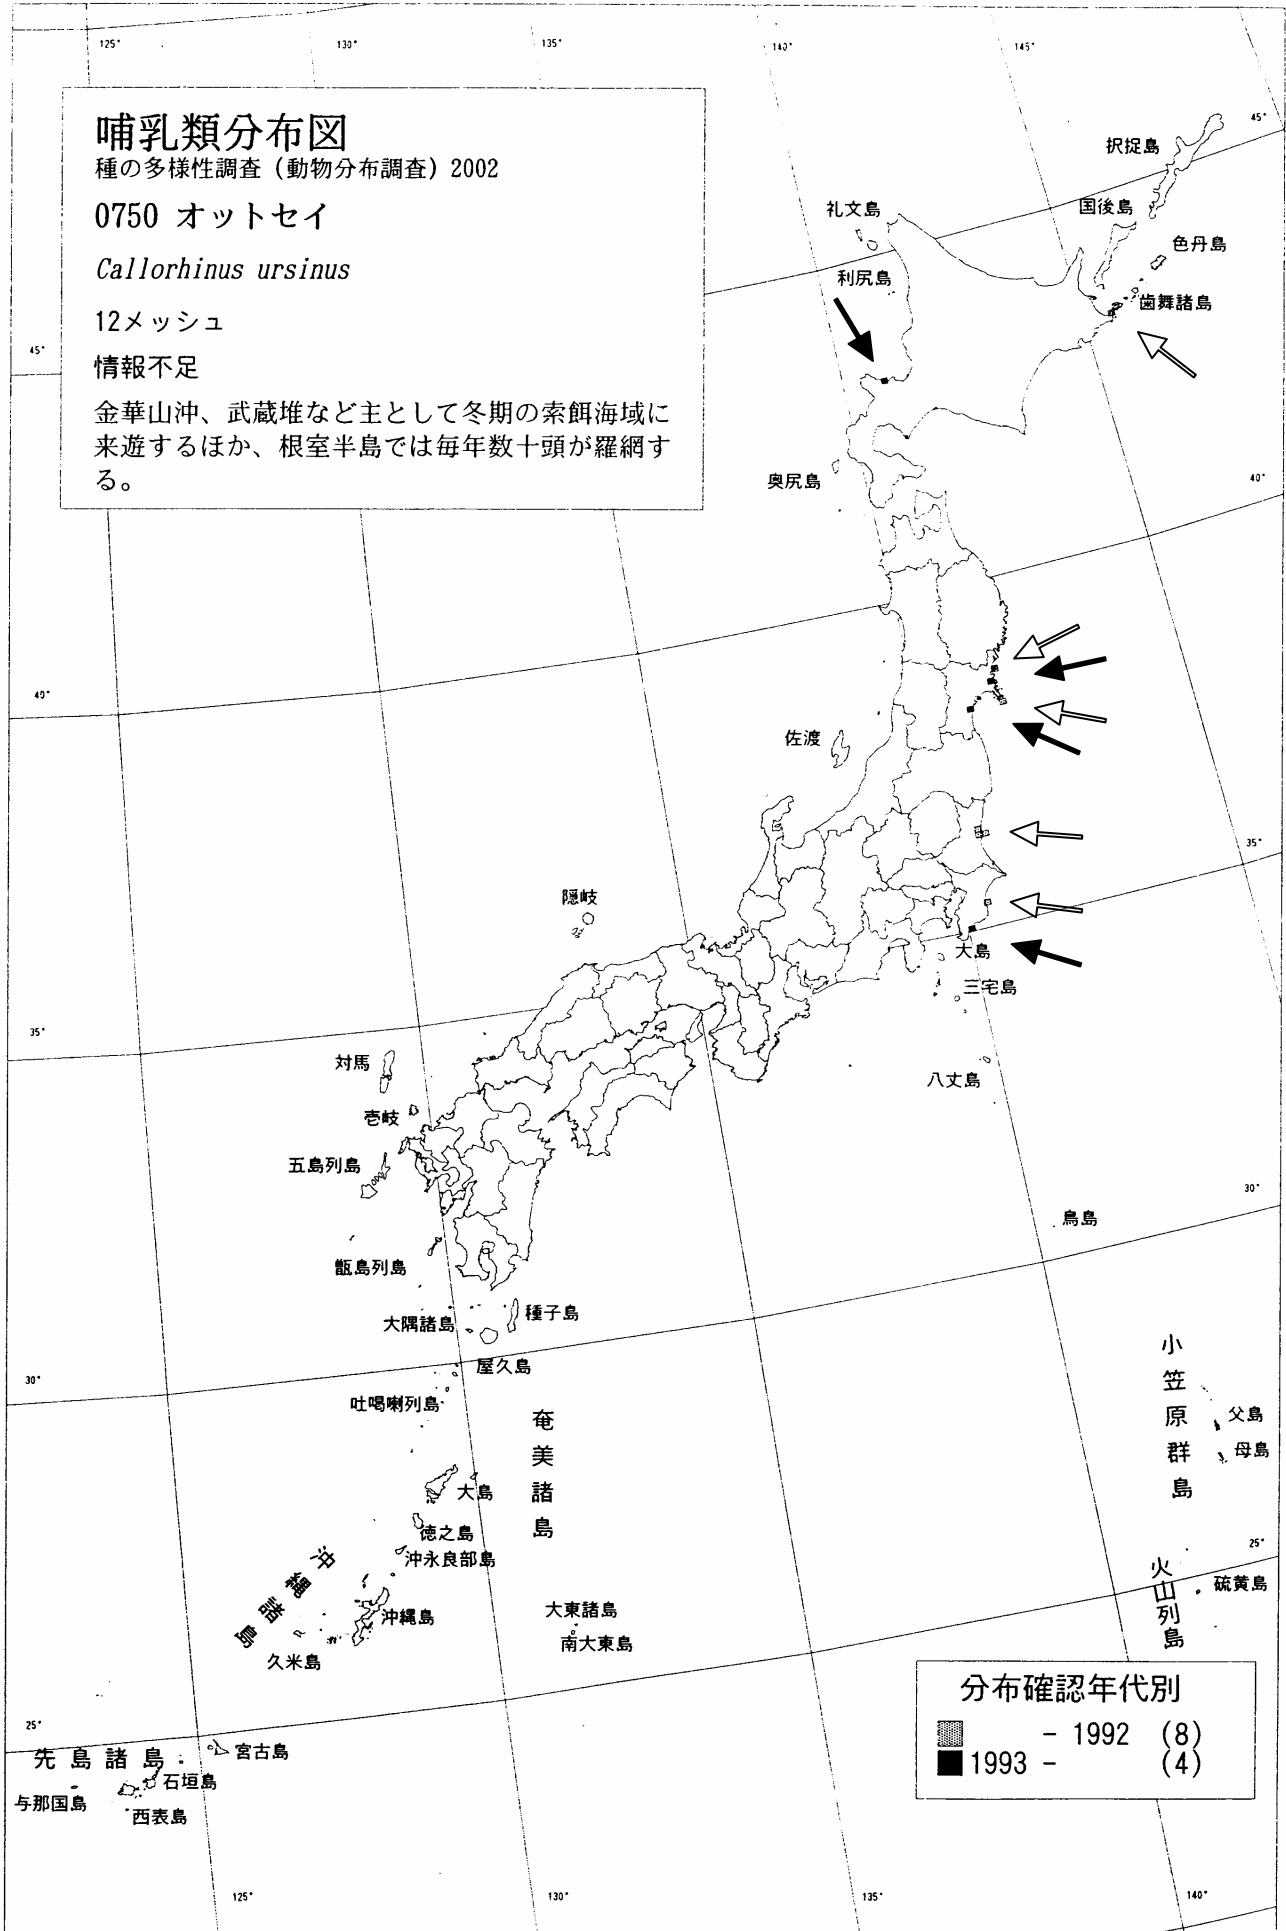 125°
130°
135°
140°
145°
哺乳類分布図
種の多様性調査（動物分布調査）2002
0750 オットセイ
Callorhinus ursinus
12メッシュ
情報不足
金華山沖、武蔵堆など主として冬期の索餌海域に
来遊するほか、根室半島では毎年数十頭が羅網す
る。
45°
択捉島
国後島
礼文島
色丹島
利尻島
歯舞諸島
45°
奥尻島
40°
40°
佐渡
35°
隠岐
大島
三宅島
35°
対馬
八丈島
壱岐
五島列島
30°
鳥島
甑島列島
種子島
大隅諸島
屋久島
30°
吐喝喇列島
奄美諸島
小笠原群島
父島
母島
大島
徳之島
沖永良部島
沖縄諸島
25°
火山列島
硫黄島
沖縄島
大東諸島
南大東島
久米島
分布確認年代別
- 1992 (8)
1993 - (4)
25°
先島諸島
宮古島
石垣島
与那国島
西表島
125°
130°
135°
140°